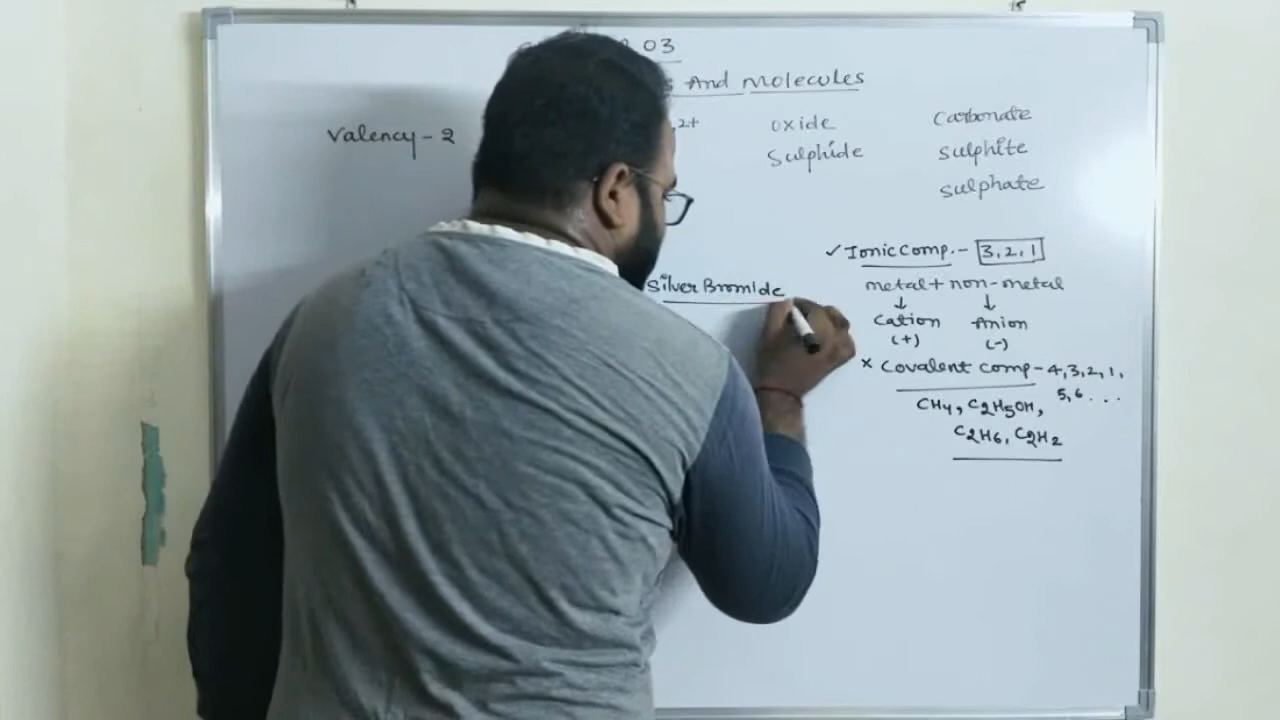 03
And Molecules
Valency - 2
,2+
oxide
Sulphide
Carbonate
sulphite
sulphate
Silver Bromide
✓ Ionic Comp. - 3, 2, 1
metal + non-metal
↓ ↓
Cation Anion
(+) (-)
× Covalent comp - 4, 3, 2, 1,
5, 6 . . .
CH4, C2H5OH,
C2H6, C2H2